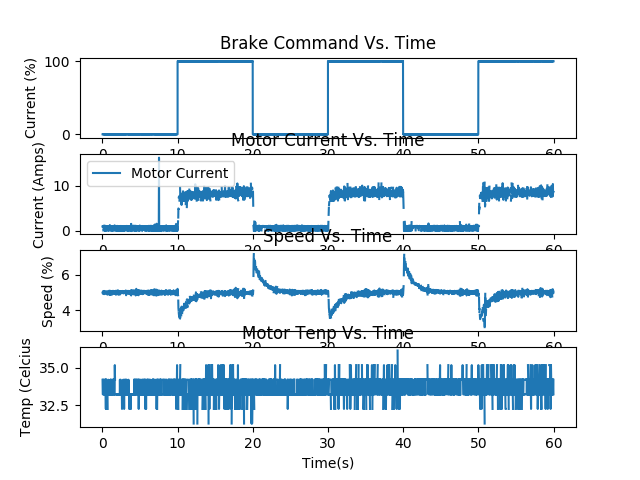 Brake Command Vs. Time
Current (%)
100
0
0 10 20 30 40 50 60
Motor Current Vs. Time
Current (Amps)
Motor Current
10
0
Speed Vs. Time
Speed (%)
6
4
Motor Tenp Vs. Time
Temp (Celcius
35.0
32.5
0 10 20 30 40 50 60
Time(s)